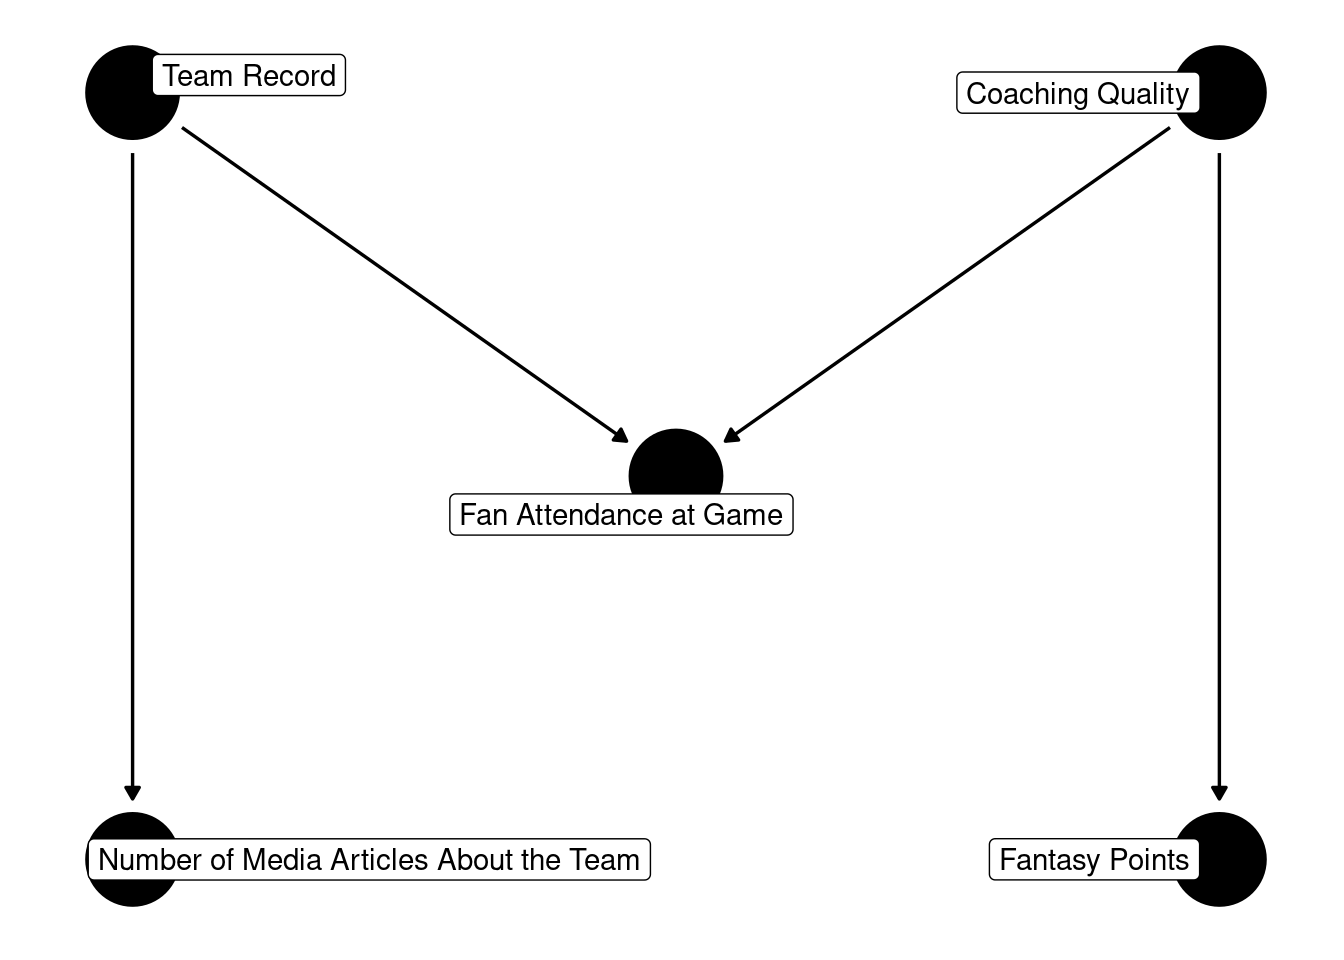 Team Record
Coaching Quality
Fan Attendance at Game
Number of Media Articles About the Team
Fantasy Points